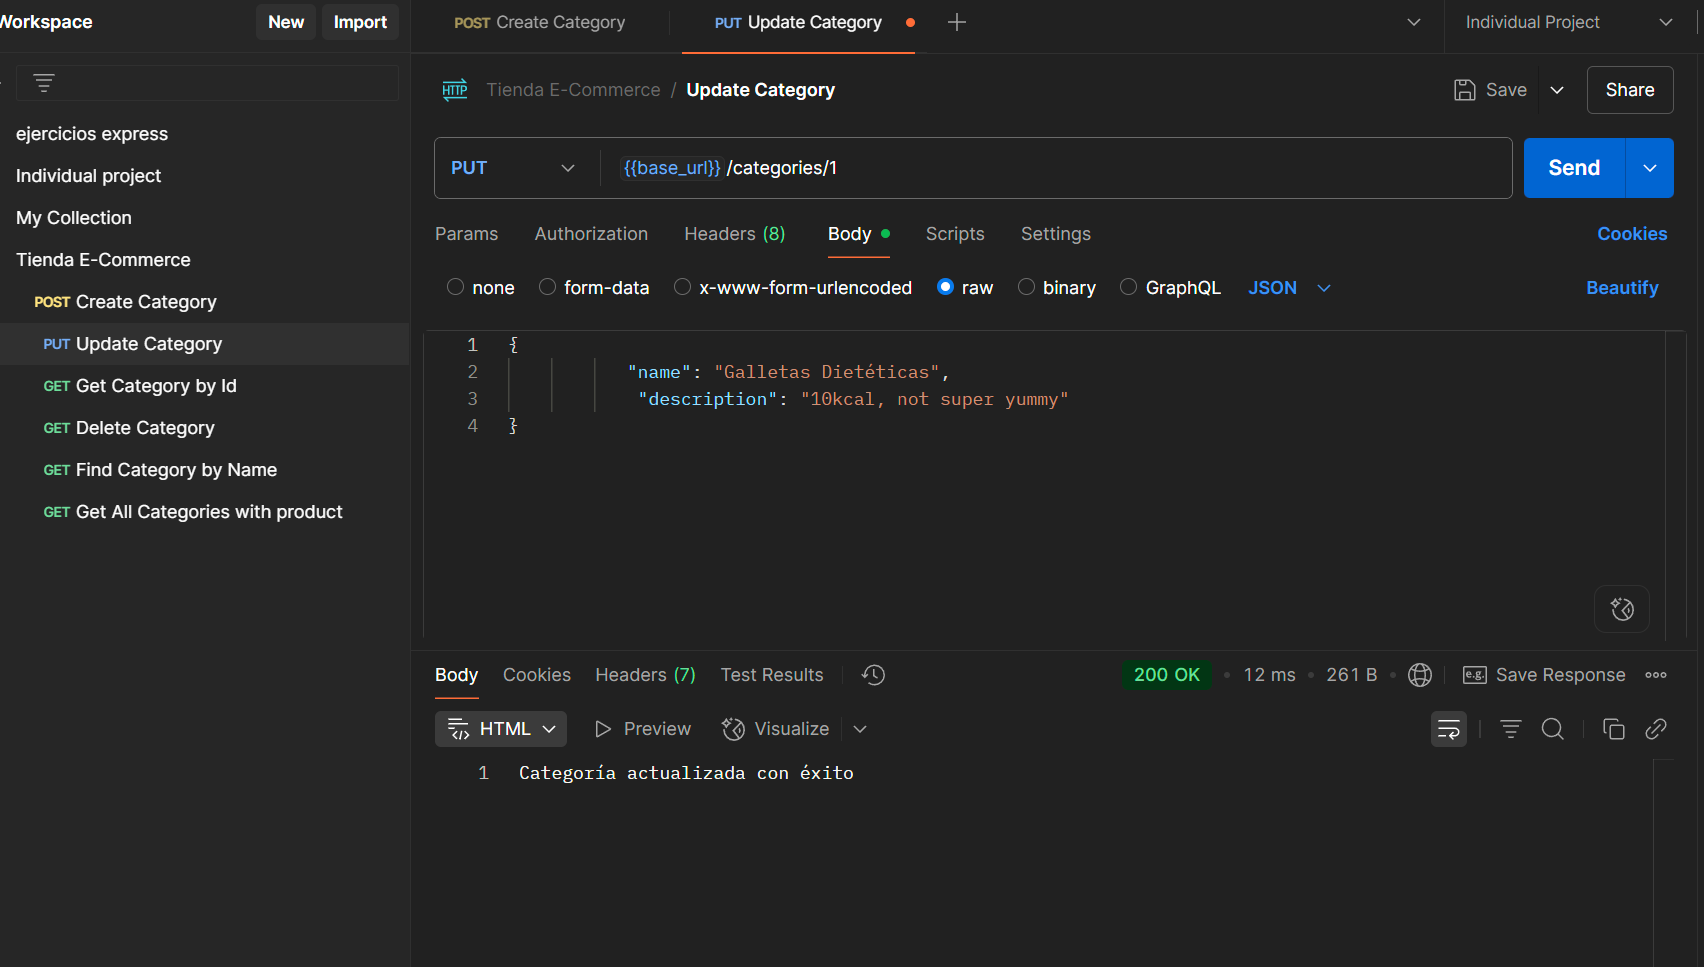 Workspace
New
Import
POST Create Category
PUT Update Category
Individual Project
HTTP
Tienda E-Commerce / Update Category
Save
Share
ejercicios express
Individual project
My Collection
Tienda E-Commerce
POST Create Category
PUT Update Category
GET Get Category by Id
GET Delete Category
GET Find Category by Name
GET Get All Categories with product
PUT
{{base_url}} /categories/1
Send
Params
Authorization
Headers (8)
Body
Scripts
Settings
Cookies
none
form-data
x-www-form-urlencoded
raw
binary
GraphQL
JSON
Beautify
1 {
2 "name": "Galletas Dietéticas",
3 "description": "10kcal, not super yummy"
4 }
Body
Cookies
Headers (7)
Test Results
200 OK
12 ms
261 B
e.g. Save Response
HTML
Preview
Visualize
1 Categoría actualizada con éxito